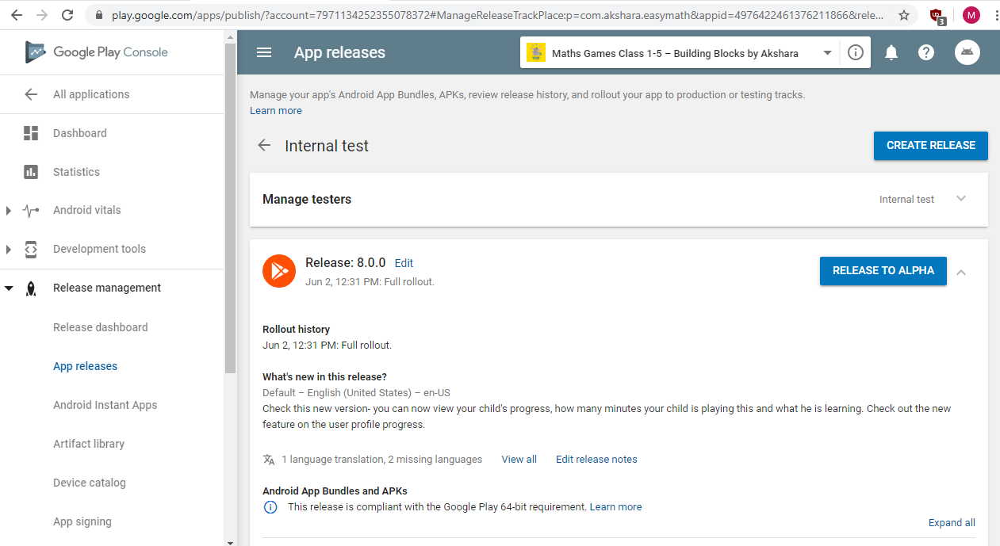 play.google.com/apps/publish/?account=7971134252355078372#ManageReleaseTrackPlace:p=com.akshara.easymath&appid=4976422461376211866&rele...
3
M
Google Play Console
App releases
Maths Games Class 1-5 – Building Blocks by Akshara
All applications
Dashboard
Statistics
Android vitals
Development tools
Release management
Release dashboard
App releases
Android Instant Apps
Artifact library
Device catalog
App signing
Manage your app's Android App Bundles, APKs, review release history, and rollout your app to production or testing tracks.
Learn more
Internal test
CREATE RELEASE
Manage testers
Internal test
Release: 8.0.0 Edit
Jun 2, 12:31 PM: Full rollout.
RELEASE TO ALPHA
Rollout history
Jun 2, 12:31 PM: Full rollout.
What's new in this release?
Default – English (United States) – en-US
Check this new version- you can now view your child's progress, how many minutes your child is playing this and what he is learning. Check out the new
feature on the user profile progress.
1 language translation, 2 missing languages View all Edit release notes
Android App Bundles and APKs
This release is compliant with the Google Play 64-bit requirement. Learn more
Expand all